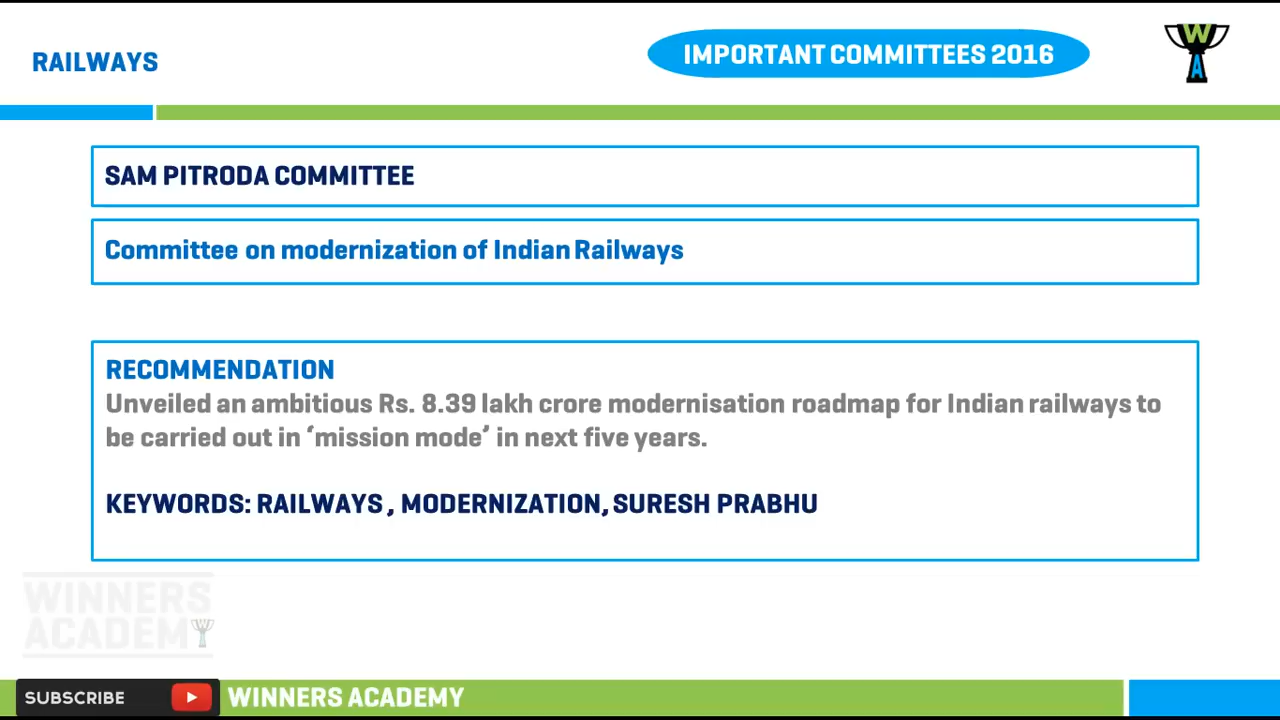 RAILWAYS
IMPORTANT COMMITTEES 2016
W
A
SAM PITRODA COMMITTEE
Committee on modernization of Indian Railways
RECOMMENDATION
Unveiled an ambitious Rs. 8.39 lakh crore modernisation roadmap for Indian railways to
be carried out in ‘mission mode’ in next five years.
KEYWORDS: RAILWAYS , MODERNIZATION, SURESH PRABHU
WINNERS
ACADEMY
SUBSCRIBE
WINNERS ACADEMY